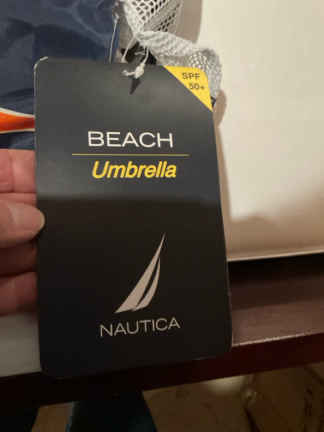 SPF
50+
BEACH
Umbrella
NAUTICA